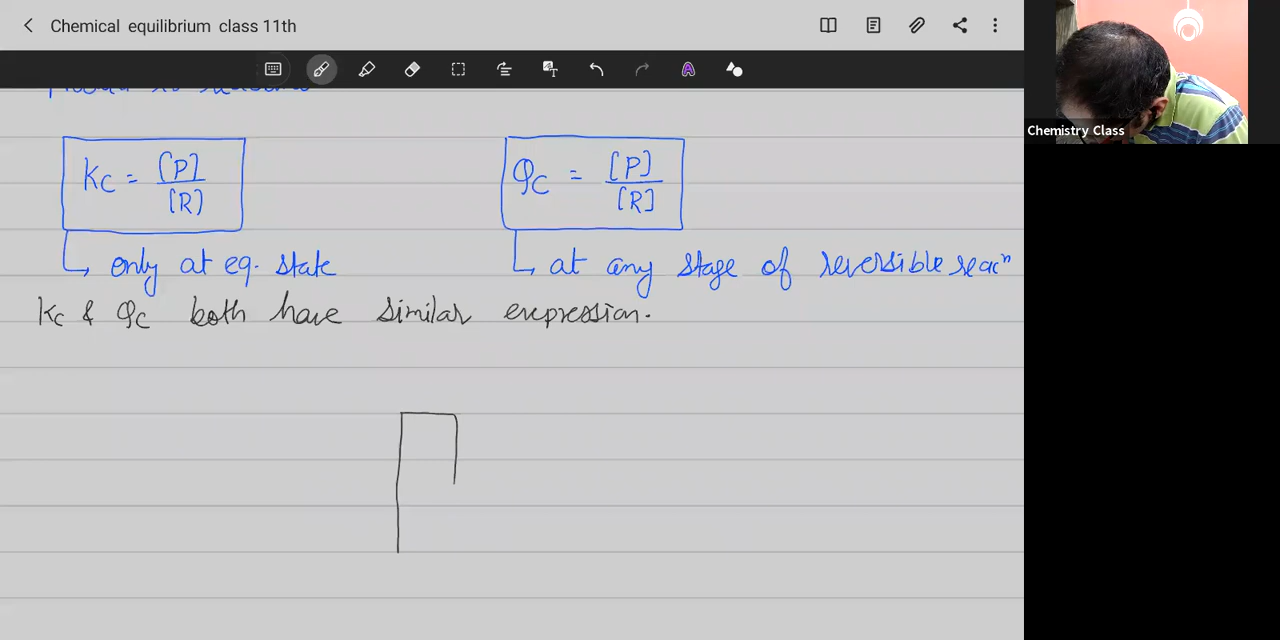 Chemical equilibrium class 11th
Chemistry Class
Kc = [P]/[R]
Qc = [P]/[R]
↳ only at eq. state
↳ at any stage of reversible reacⁿ
Kc & Qc both have similar expression.